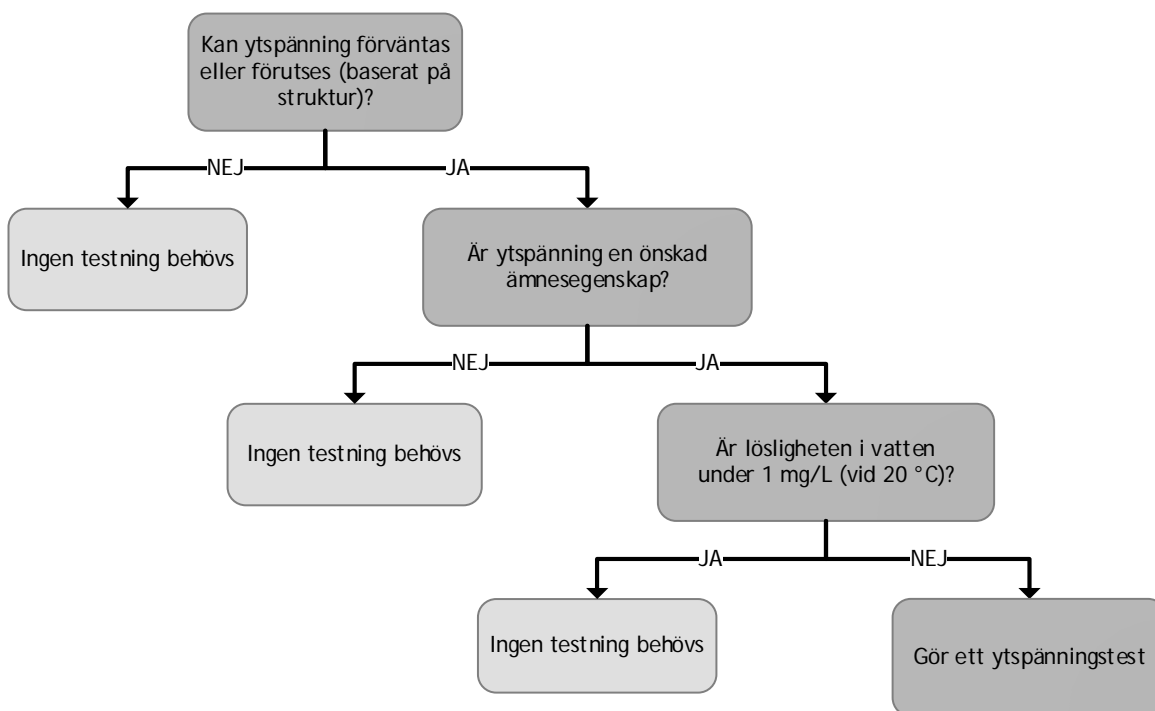 Kan ytspänning förväntas
eller förutses (baserat på
struktur)?
NEJ
JA
Ingen testning behövs
Är ytspänning en önskad
ämnesegenskap?
NEJ
JA
Ingen testning behövs
Är lösligheten i vatten
under 1 mg/L (vid 20 °C)?
JA
NEJ
Ingen testning behövs
Gör ett ytspänningstest